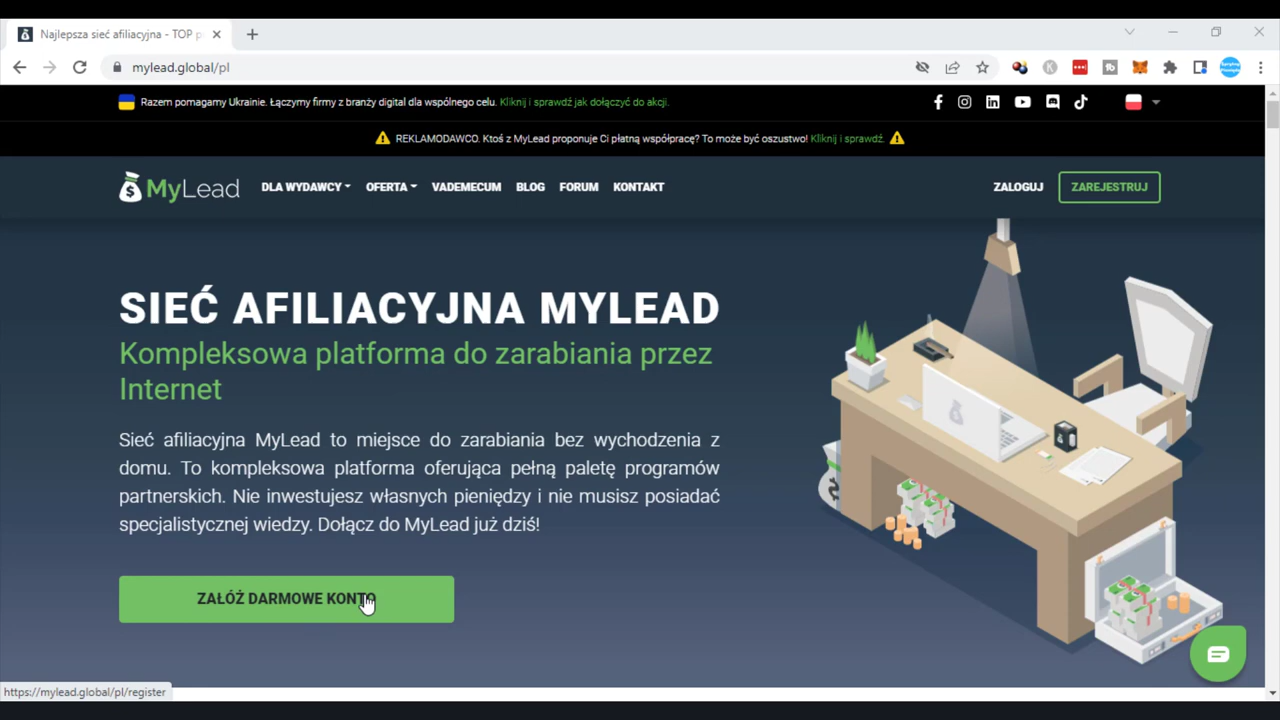 Najlepsza sieć afiliacyjna - TOP p
mylead.global/pl
Razem pomagamy Ukrainie. Łączymy firmy z branży digital dla wspólnego celu. Kliknij i sprawdź jak dołączyć do akcji.
REKLAMODAWCO. Ktoś z MyLead proponuje Ci płatną współpracę? To może być oszustwo! Kliknij i sprawdź.
MyLead DLA WYDAWCY OFERTA VADEMECUM BLOG FORUM KONTAKT ZALOGUJ ZAREJESTRUJ
SIEĆ AFILIACYJNA MYLEAD
Kompleksowa platforma do zarabiania przez
Internet
Sieć afiliacyjna MyLead to miejsce do zarabiania bez wychodzenia z
domu. To kompleksowa platforma oferująca pełną paletę programów
partnerskich. Nie inwestujesz własnych pieniędzy i nie musisz posiadać
specjalistycznej wiedzy. Dołącz do MyLead już dziś!
ZAŁÓŻ DARMOWE KONTO
https://mylead.global/pl/register